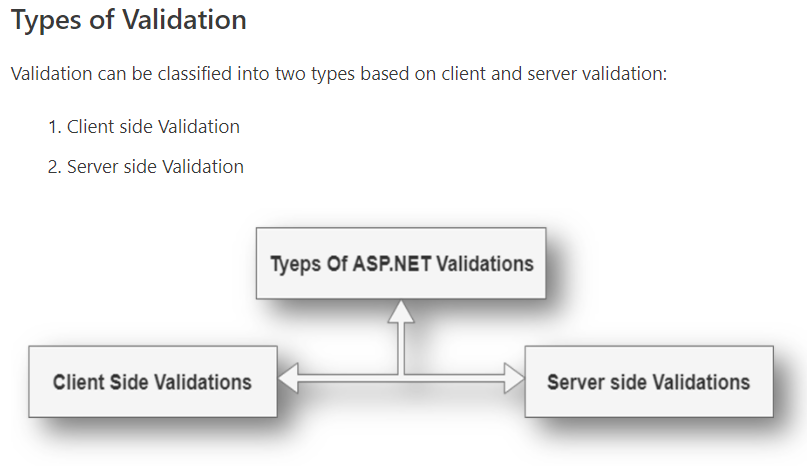 Types of Validation
Validation can be classified into two types based on client and server validation:
1. Client side Validation
2. Server side Validation
Tyeps Of ASP.NET Validations
Client Side Validations
Server side Validations